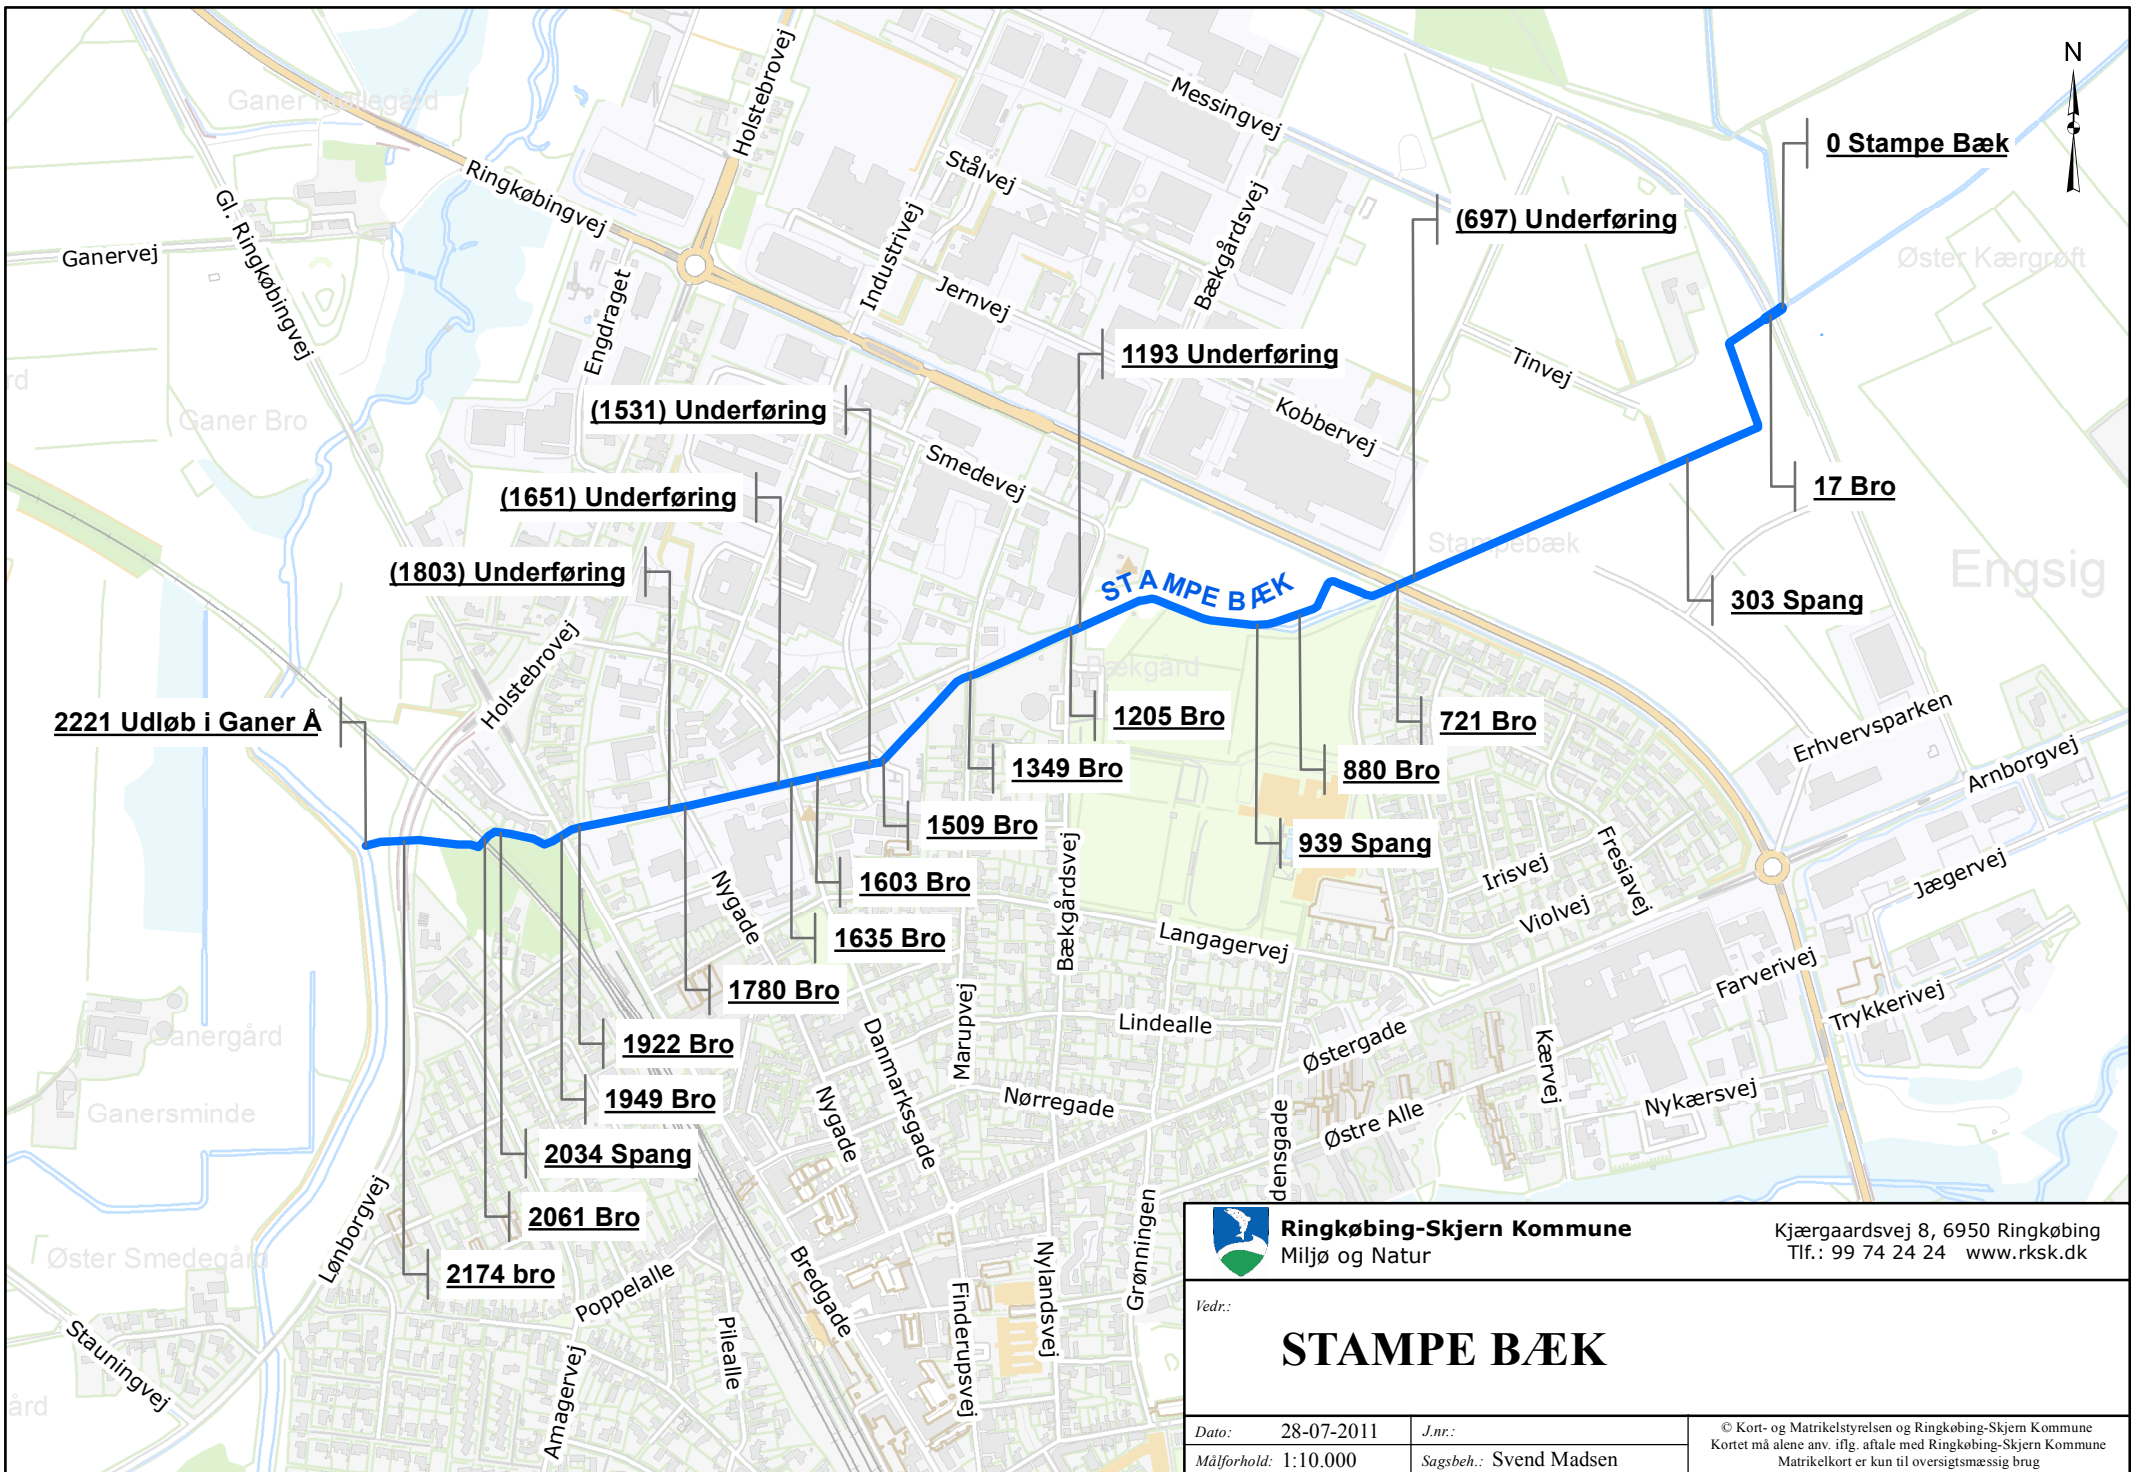 Ganer Møllegård
Holstebrovej
Messingvej
N
0 Stampe Bæk
Ringkøbingvej
Stålvej
Gl. Ringkøbingvej
Industrivej
Bækgårdsvej
(697) Underføring
Ganervej
Øster Kærgrøft
Engdraget
Jernvej
1193 Underføring
Tinvej
rd
Ganer Bro
(1531) Underføring
Kobbervej
Smedevej
(1651) Underføring
17 Bro
Stampebæk
Engsig
(1803) Underføring
STAMPE BÆK
303 Spang
Holstebrovej
Bækgård
2221 Udløb i Ganer Å
1205 Bro
721 Bro
Erhvervsparken
Arnborgvej
1349 Bro
880 Bro
1509 Bro
939 Spang
Fresiavej
Irisvej
Jægervej
1603 Bro
Nygade
Bækgårdsvej
Violvej
1635 Bro
Langagervej
Farverivej
1780 Bro
Trykkerivej
Marupvej
Lindealle
Danmarksgade
Østergade
Ganergård
1922 Bro
Kærvej
Ganersminde
1949 Bro
Nygade
Nørregade
Nykærsvej
Østre Alle
densgade
2034 Spang
2061 Bro
Lønborgvej
Øster Smedegård
2174 bro
Poppelalle
Bredgade
Grønningen
Nylandsvej
Finderupsvej
Pilealle
Stauningvej
Amagervej
ård
Ringkøbing-Skjern Kommune
Miljø og Natur
Kjærgaardsvej 8, 6950 Ringkøbing
Tlf.: 99 74 24 24 www.rksk.dk
Vedr.:
STAMPE BÆK
Dato: 28-07-2011
J.nr.:
Målforhold: 1:10.000
Sagsbeh.: Svend Madsen
© Kort- og Matrikelstyrelsen og Ringkøbing-Skjern Kommune
Kortet må alene anv. iflg. aftale med Ringkøbing-Skjern Kommune
Matrikelkort er kun til oversigtsmæssig brug